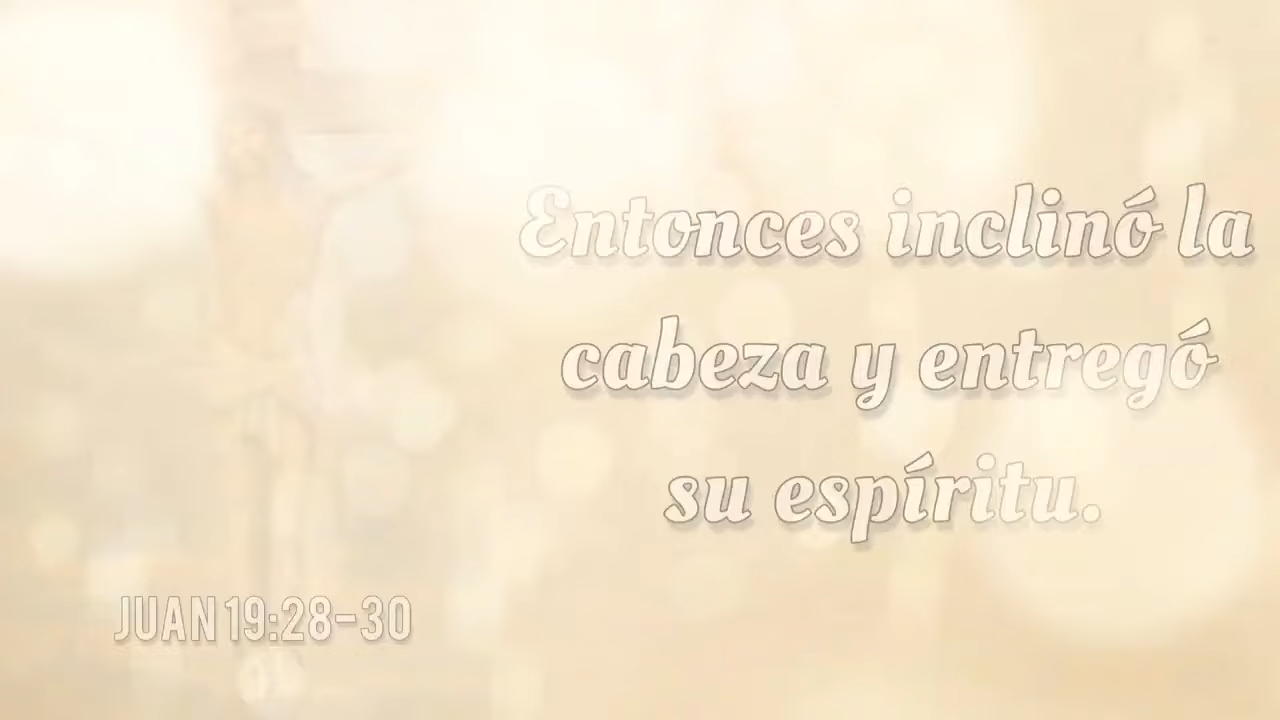 Entonces inclinó la
cabeza y entregó
su espíritu.
JUAN 19:28-30